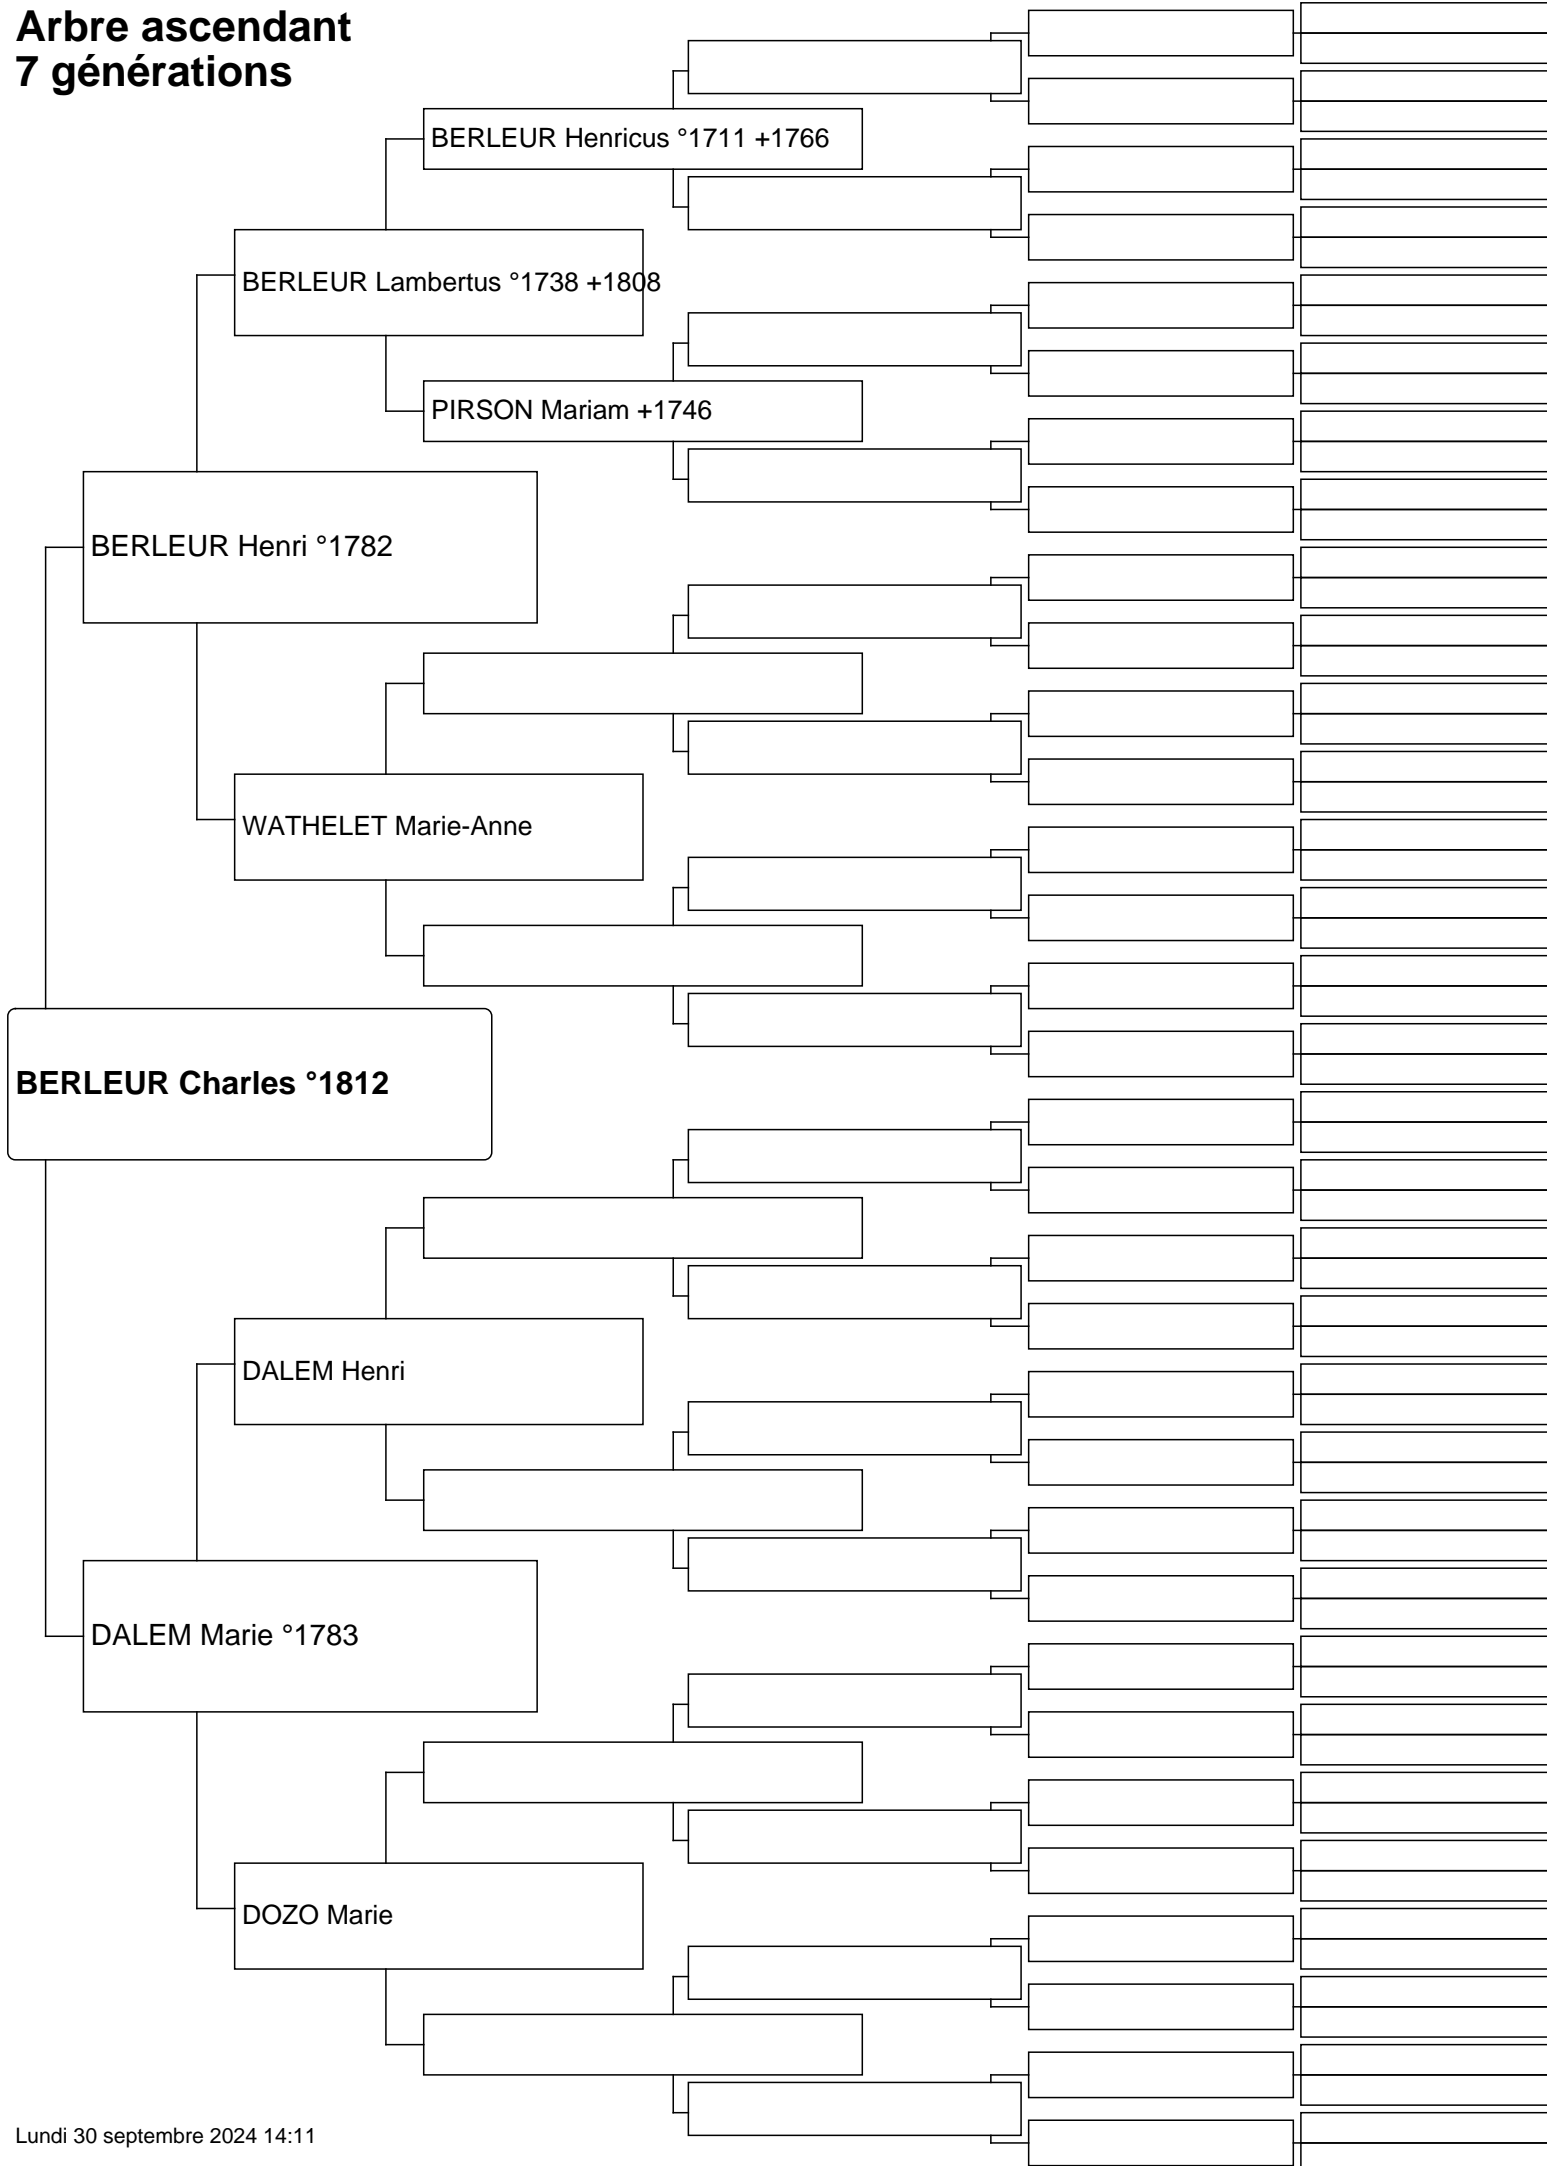 Arbre ascendant
7 générations
BERLEUR Henricus °1711 +1766
BERLEUR Lambertus °1738 +1808
PIRSON Mariam +1746
BERLEUR Henri °1782
WATHELET Marie-Anne
BERLEUR Charles °1812
DALEM Henri
DALEM Marie °1783
DOZO Marie
Lundi 30 septembre 2024 14:11